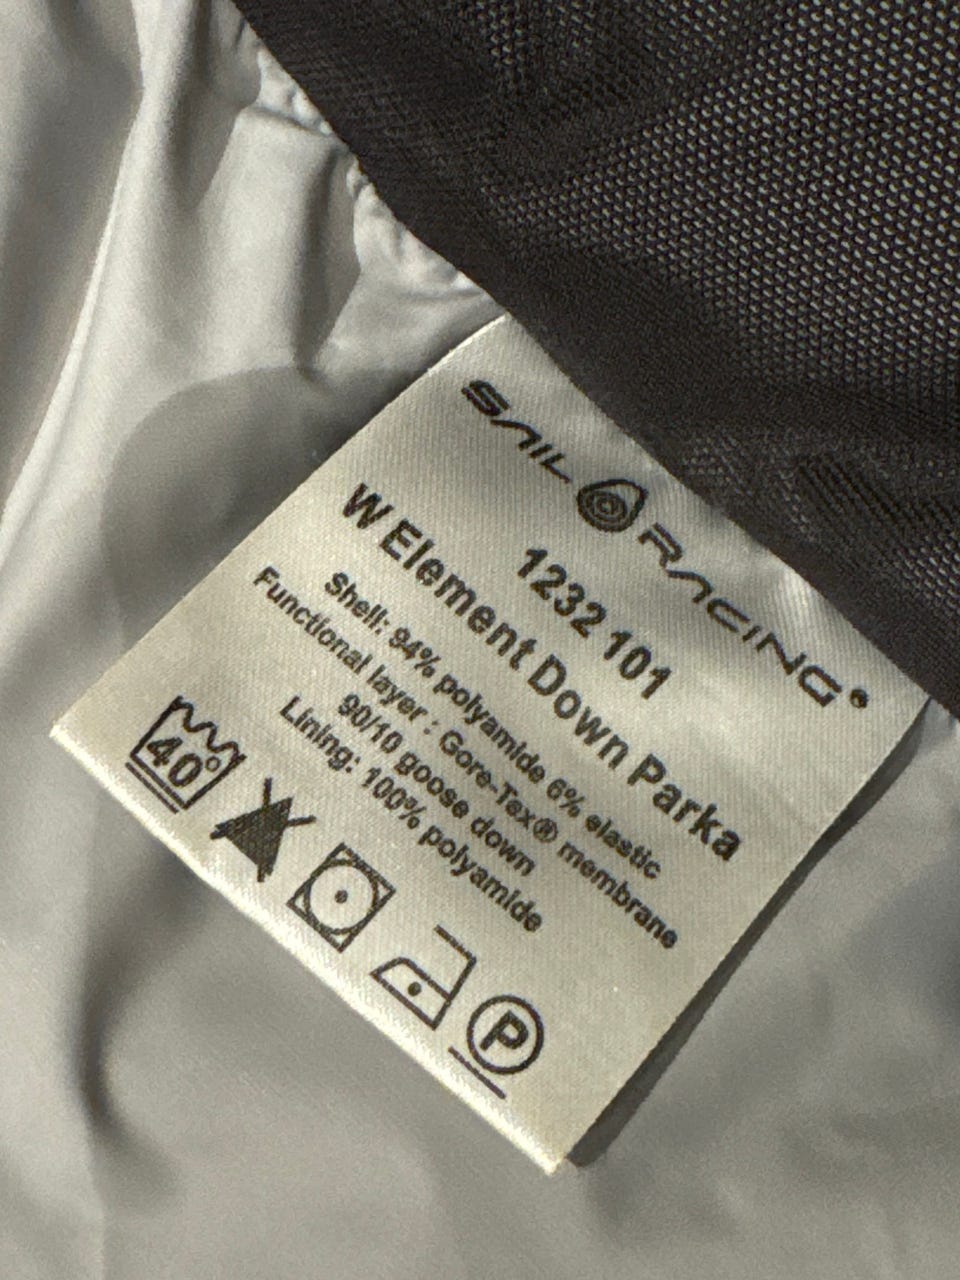 SAIL RACING®
1232 101
W Element Down Parka
Shell: 94% polyamide 6% elastic
Functional layer : Gore-Tex® membrane
90/10 goose down
Lining: 100% polyamide
40°
P